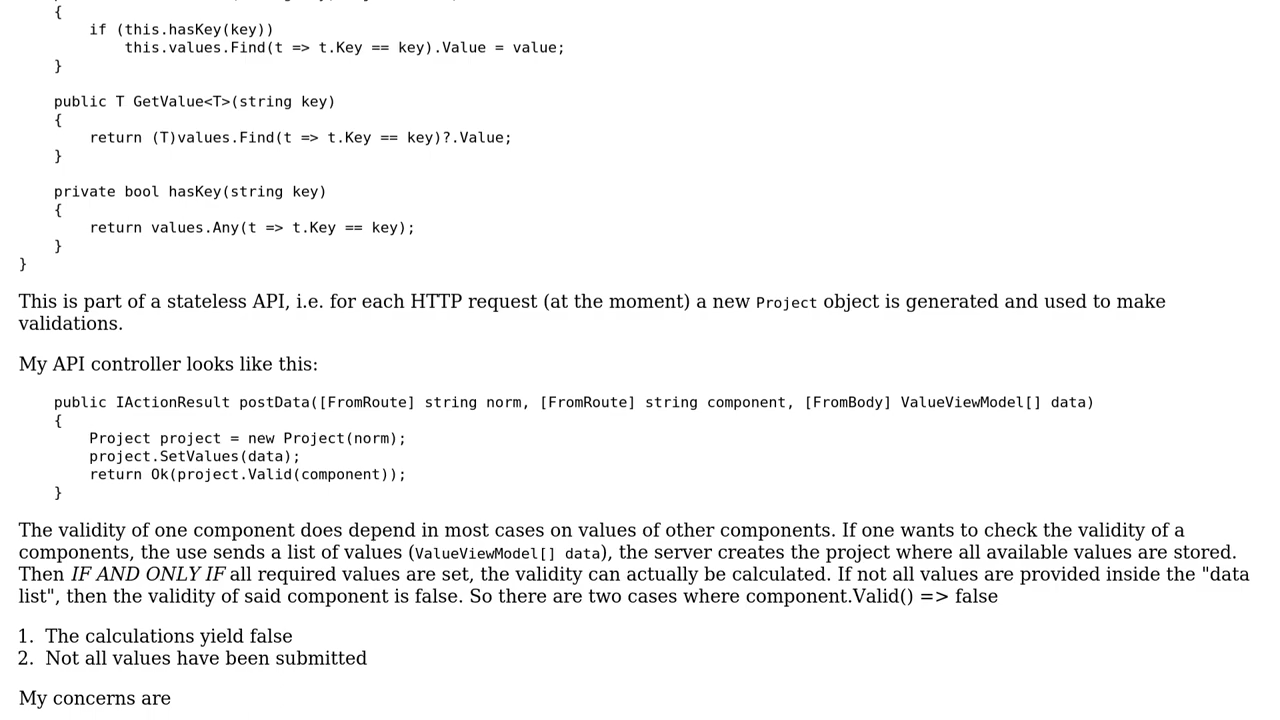 {
if (this.hasKey(key))
this.values.Find(t => t.Key == key).Value = value;
}
public T GetValue<T>(string key)
{
return (T)values.Find(t => t.Key == key)?.Value;
}
private bool hasKey(string key)
{
return values.Any(t => t.Key == key);
}
}
This is part of a stateless API, i.e. for each HTTP request (at the moment) a new Project object is generated and used to make
validations.
My API controller looks like this:
public IActionResult postData([FromRoute] string norm, [FromRoute] string component, [FromBody] ValueViewModel[] data)
{
Project project = new Project(norm);
project.SetValues(data);
return Ok(project.Valid(component));
}
The validity of one component does depend in most cases on values of other components. If one wants to check the validity of a
components, the use sends a list of values (ValueViewModel[] data), the server creates the project where all available values are stored.
Then IF AND ONLY IF all required values are set, the validity can actually be calculated. If not all values are provided inside the "data
list", then the validity of said component is false. So there are two cases where component.Valid() => false
1. The calculations yield false
2. Not all values have been submitted
My concerns are